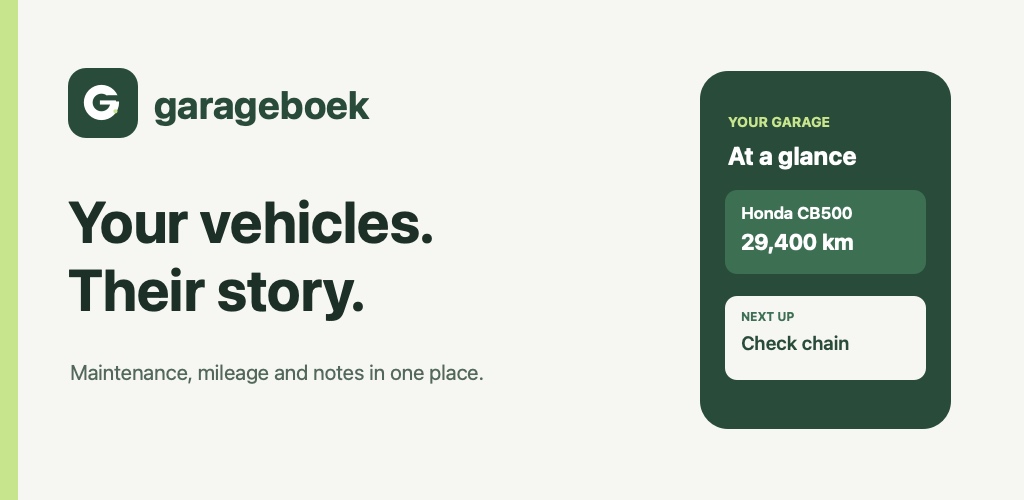 G
garageboek
Your vehicles.
Their story.
Maintenance, mileage and notes in one place.
YOUR GARAGE
At a glance
Honda CB500
29,400 km
NEXT UP
Check chain